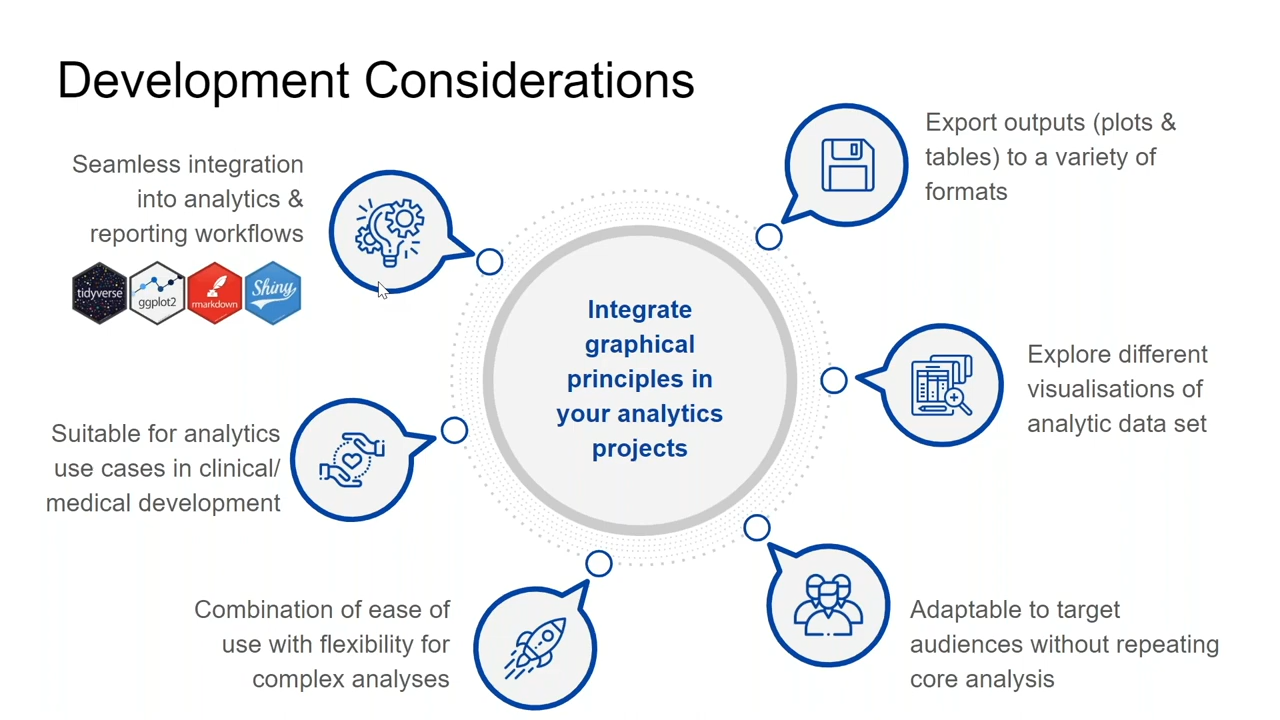 Development Considerations
Seamless integration
into analytics &
reporting workflows
tidyverse
ggplot2
rmarkdown
Shiny
Suitable for analytics
use cases in clinical/
medical development
Combination of ease of
use with flexibility for
complex analyses
Integrate
graphical
principles in
your analytics
projects
Export outputs (plots &
tables) to a variety of
formats
Explore different
visualisations of
analytic data set
Adaptable to target
audiences without repeating
core analysis